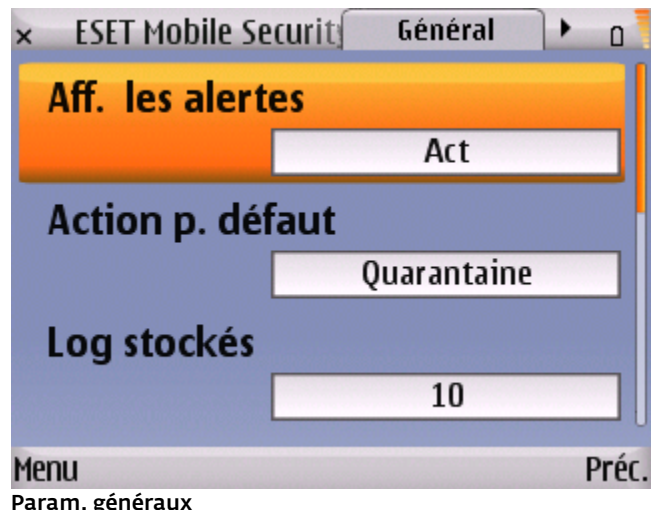 × ESET Mobile Securit Général
Aff. les alertes
Act
Action p. défaut
Quarantaine
Log stockés
10
Menu Préc.
Param. généraux